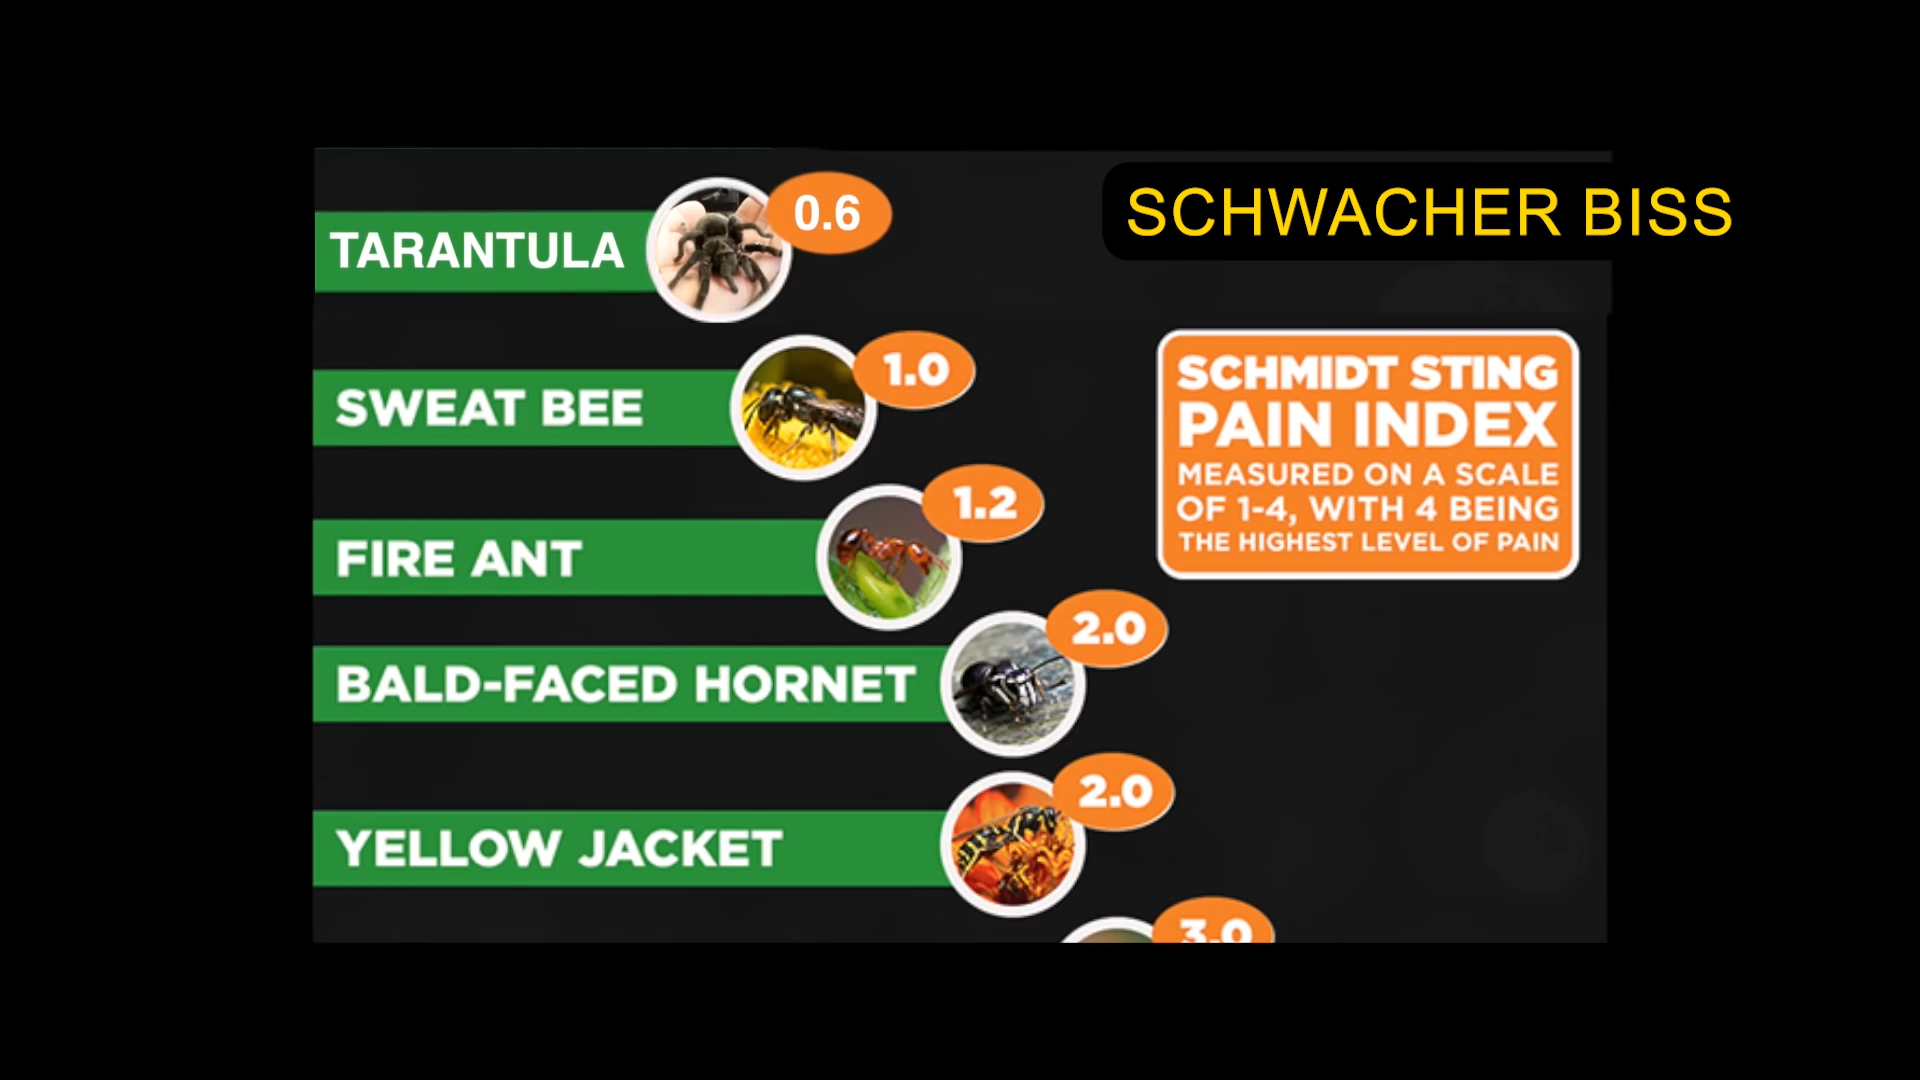 TARANTULA
0.6
SCHWACHER BISS
SWEAT BEE
1.0
SCHMIDT STING
PAIN INDEX
MEASURED ON A SCALE
OF 1-4, WITH 4 BEING
THE HIGHEST LEVEL OF PAIN
FIRE ANT
1.2
BALD-FACED HORNET
2.0
YELLOW JACKET
2.0
3.0